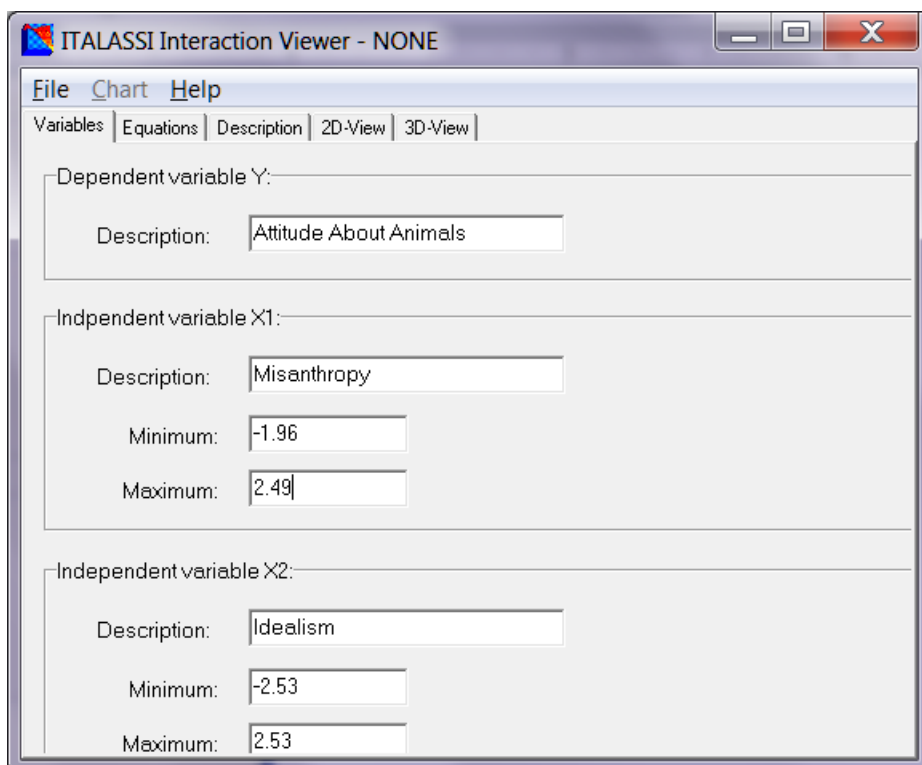 ITALASSI Interaction Viewer - NONE
File Chart Help
Variables Equations Description 2D-View 3D-View
Dependent variable Y:
Description: Attitude About Animals
Indpendent variable X1:
Description: Misanthropy
Minimum: -1.96
Maximum: 2.49
Independent variable X2:
Description: Idealism
Minimum: -2.53
Maximum: 2.53